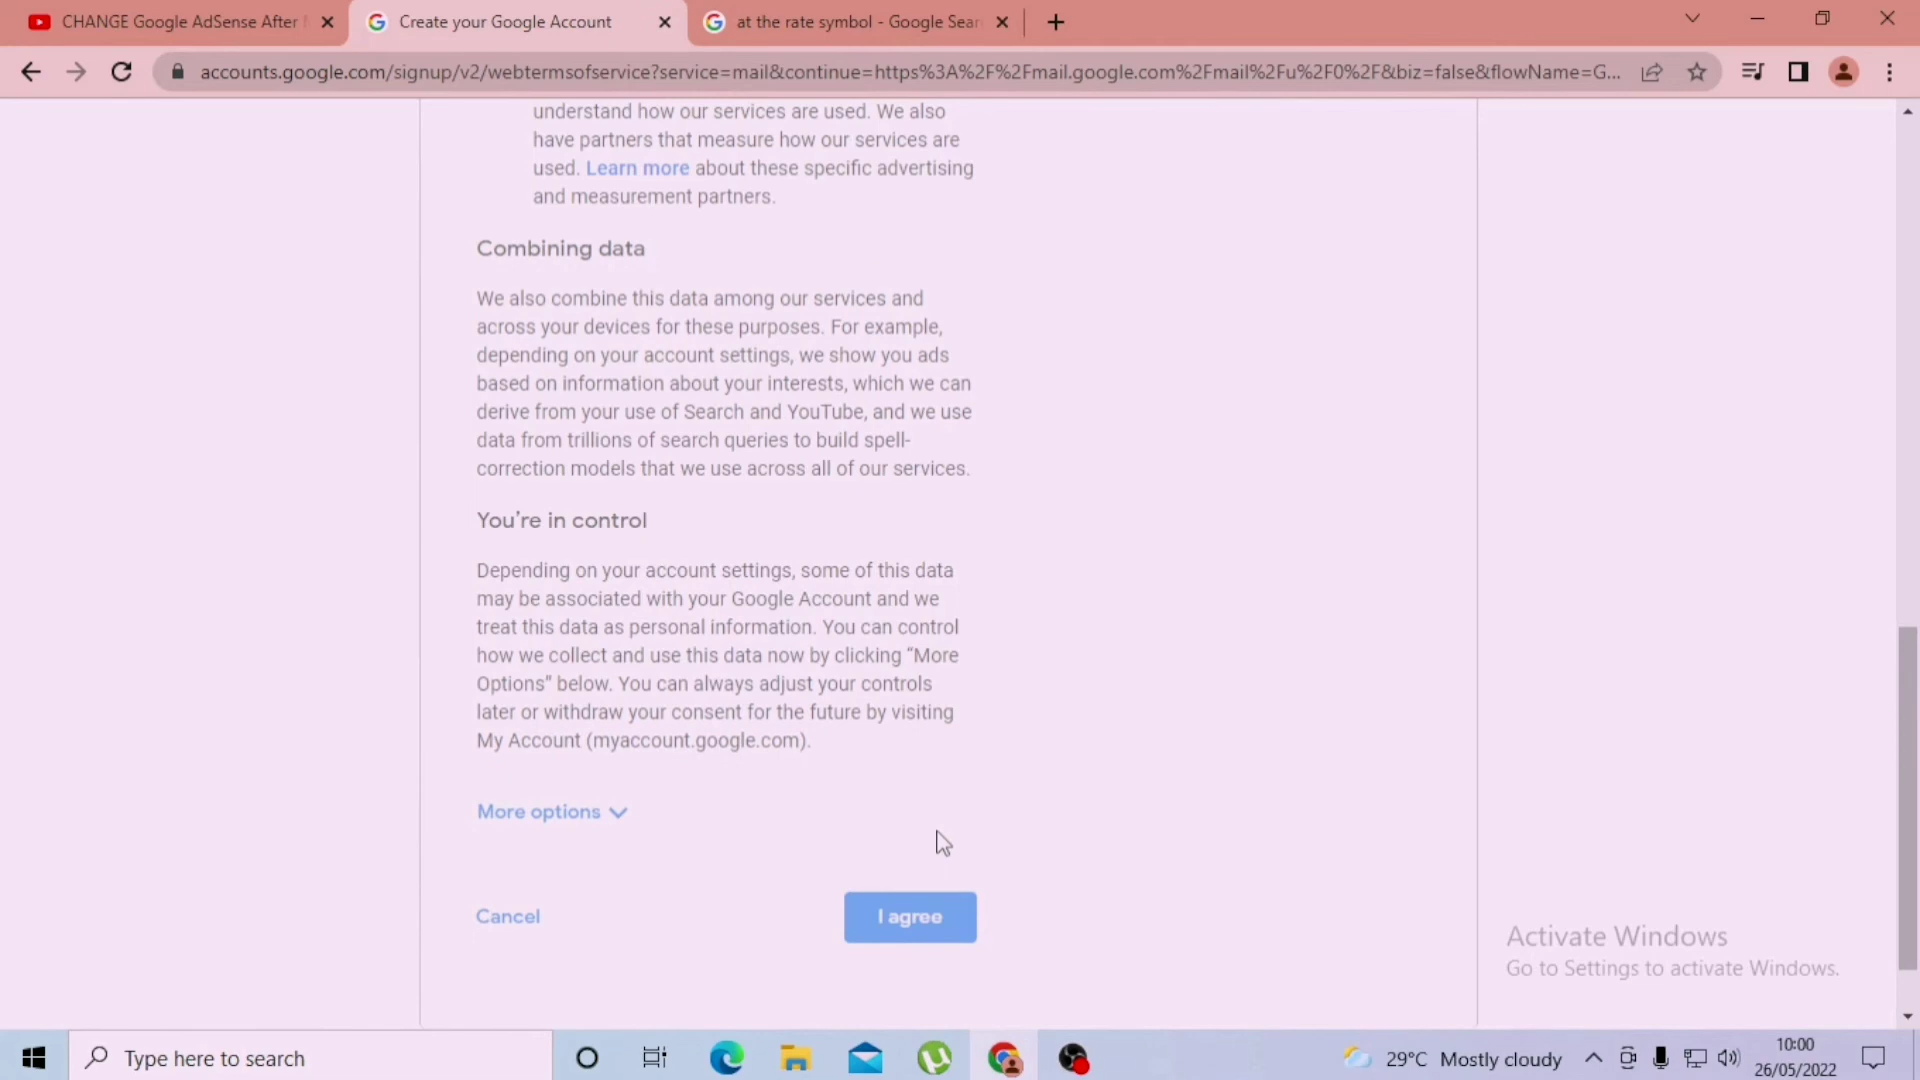 CHANGE Google AdSense After
Create your Google Account
at the rate symbol - Google Sear
accounts.google.com/signup/v2/webtermsofservice?service=mail&continue=https%3A%2F%2Fmail.google.com%2Fmail%2Fu%2F0%2F&biz=false&flowName=G...
understand how our services are used. We also
have partners that measure how our services are
used. Learn more about these specific advertising
and measurement partners.
Combining data
We also combine this data among our services and
across your devices for these purposes. For example,
depending on your account settings, we show you ads
based on information about your interests, which we can
derive from your use of Search and YouTube, and we use
data from trillions of search queries to build spell-
correction models that we use across all of our services.
You're in control
Depending on your account settings, some of this data
may be associated with your Google Account and we
treat this data as personal information. You can control
how we collect and use this data now by clicking “More
Options” below. You can always adjust your controls
later or withdraw your consent for the future by visiting
My Account (myaccount.google.com).
More options
Cancel
I agree
Activate Windows
Go to Settings to activate Windows.
Type here to search
29°C Mostly cloudy
10:00
26/05/2022